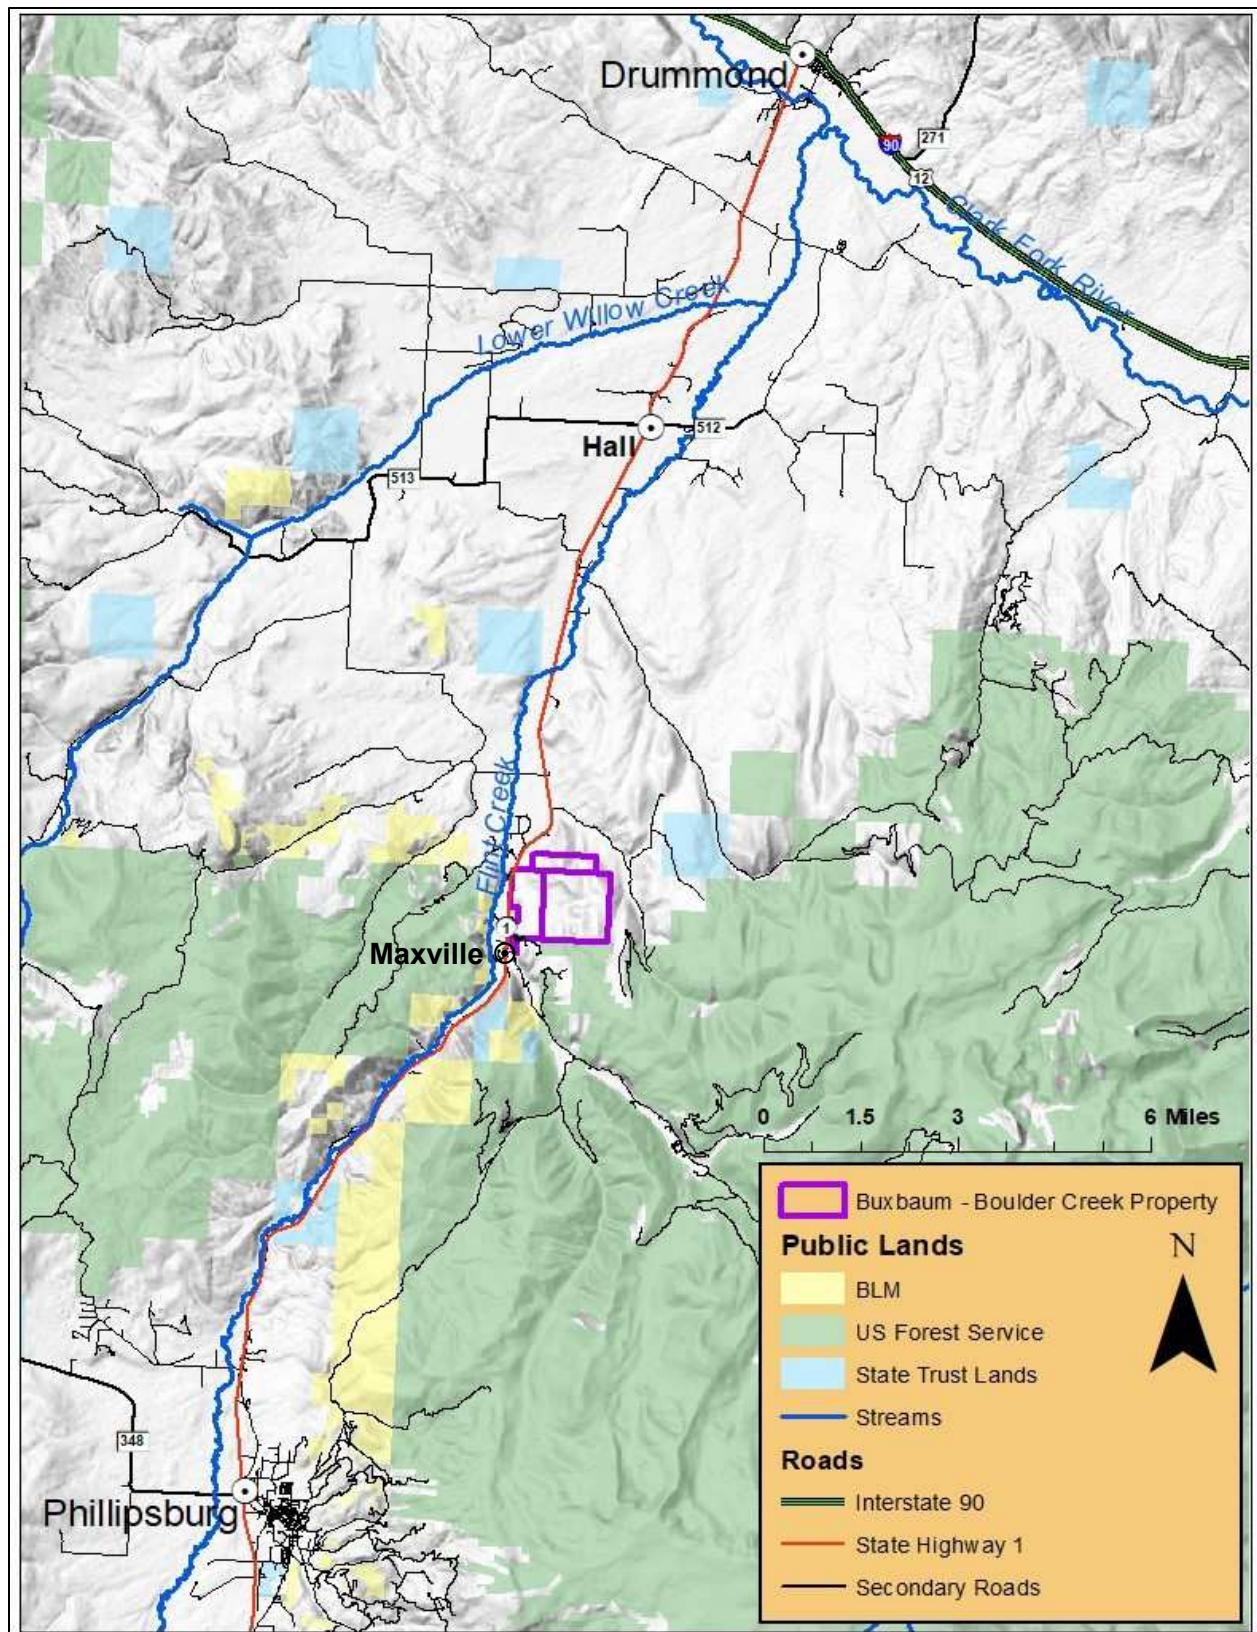 Drummond
271
90
12
Clark Fork River
Lower Willow Creek
Hall
512
513
Flint Creek
1
Maxville
0 1.5 3 6 Miles
Buxbaum - Boulder Creek Property
Public Lands
N
BLM
US Forest Service
State Trust Lands
Streams
348
Roads
Phillipsburg
Interstate 90
State Highway 1
Secondary Roads